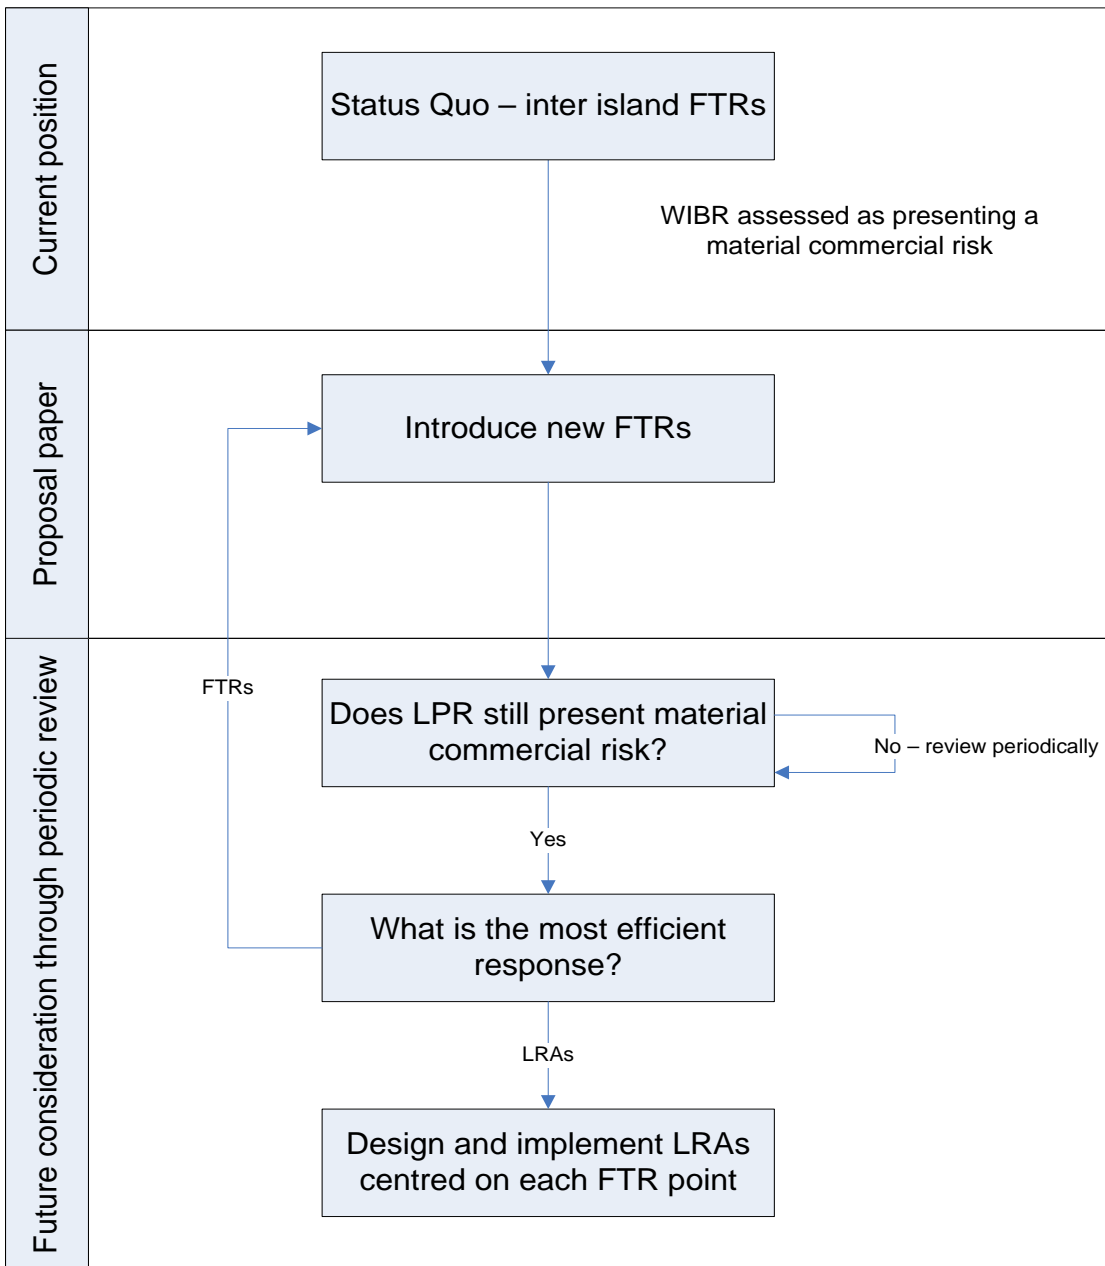 Current position
Status Quo – inter island FTRs
WIBR assessed as presenting a
material commercial risk
Proposal paper
Introduce new FTRs
Future consideration through periodic review
FTRs
Does LPR still present material
commercial risk?
No – review periodically
Yes
What is the most efficient
response?
LRAs
Design and implement LRAs
centred on each FTR point